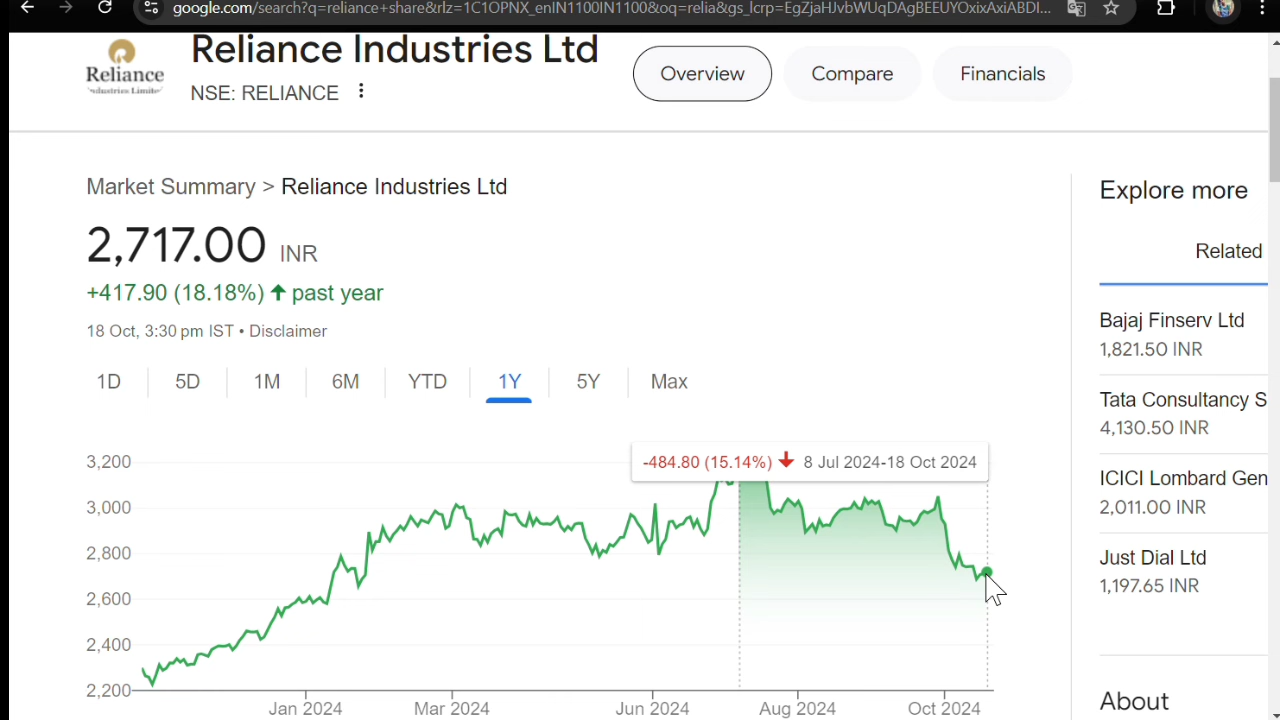 google.com/search?q=reliance+share&rlz=1C1OPNX_enIN1100IN1100&oq=relia&gs_lcrp=EgZjaHJvbWUqDAgBEEUYOxixAxiABDI...
Reliance
Industries Limited
Reliance Industries Ltd
NSE: RELIANCE
Overview
Compare
Financials
Market Summary > Reliance Industries Ltd
2,717.00 INR
+417.90 (18.18%) ↑ past year
18 Oct, 3:30 pm IST • Disclaimer
1D 5D 1M 6M YTD 1Y 5Y Max
-484.80 (15.14%) ↓ 8 Jul 2024-18 Oct 2024
3,200
3,000
2,800
2,600
2,400
2,200
Jan 2024 Mar 2024 Jun 2024 Aug 2024 Oct 2024
Explore more
Related
Bajaj Finserv Ltd
1,821.50 INR
Tata Consultancy S
4,130.50 INR
ICICI Lombard Gen
2,011.00 INR
Just Dial Ltd
1,197.65 INR
About